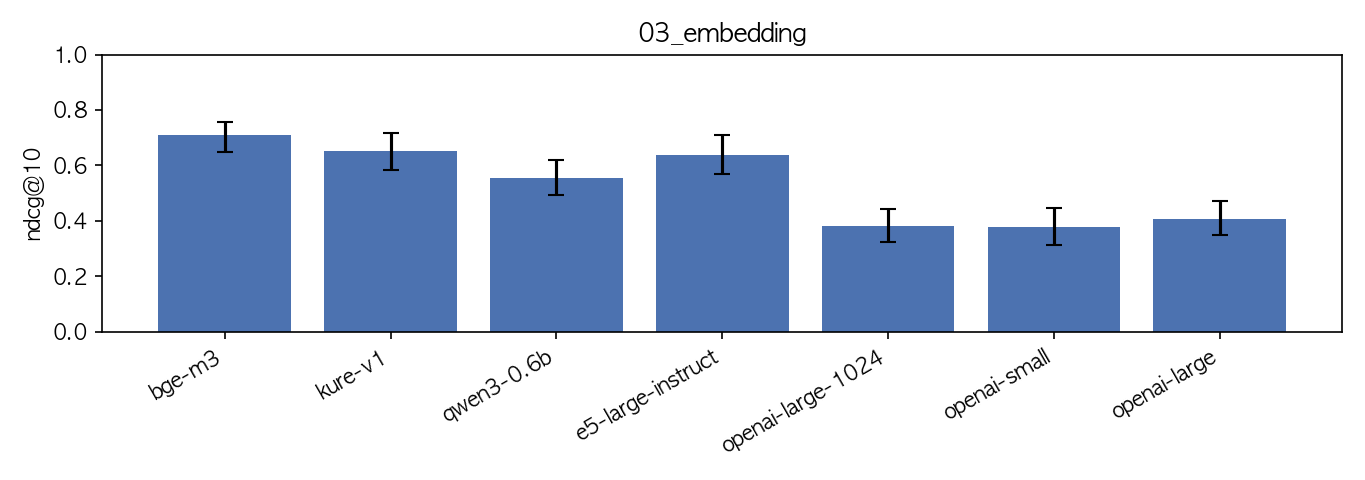 03_embedding
1.0
0.8
0.6
0.4
0.2
0.0
ndcg@10
bge-m3
kure-v1
qwen3-0.6b
e5-large-instruct
openai-large-1024
openai-small
openai-large